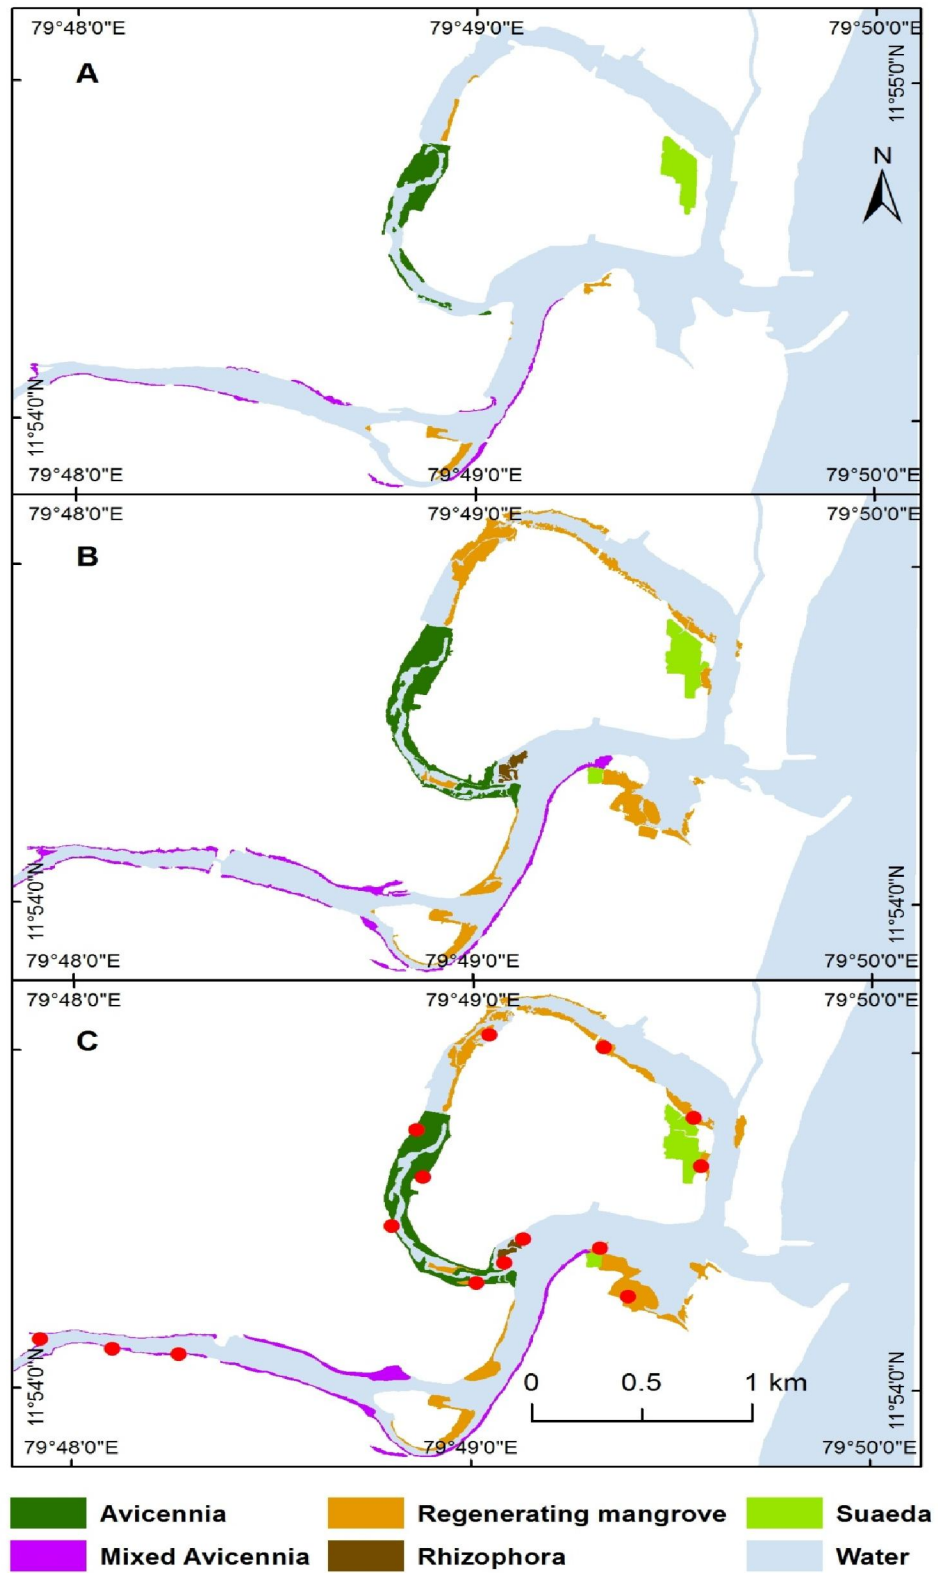 79°48'0"E 79°49'0"E 79°50'0"E
A
11°55'0"N
N
11°54'0"N
79°48'0"E 79°49'0"E 79°50'0"E
79°48'0"E 79°49'0"E 79°50'0"E
B
11°54'0"N 11°54'0"N
79°48'0"E 79°49'0"E 79°50'0"E
79°48'0"E 79°49'0"E 79°50'0"E
C
0 0.5 1 km
11°54'0"N 11°54'0"N
79°48'0"E 79°49'0"E 79°50'0"E
Avicennia Regenerating mangrove Suaeda
Mixed Avicennia Rhizophora Water